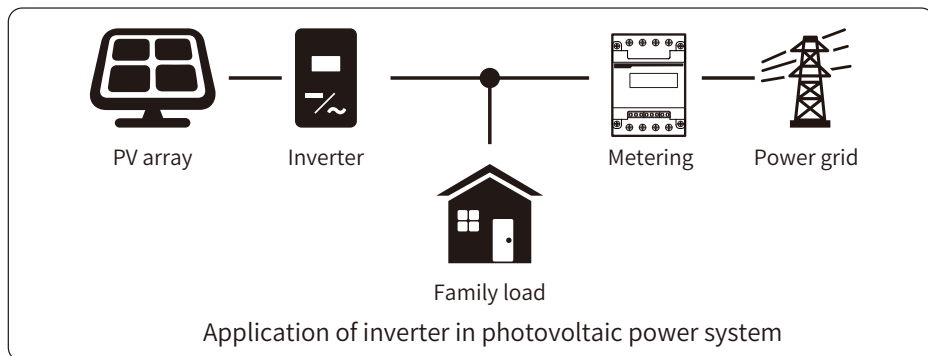 PV array
Inverter
Metering
Power grid
Family load
Application of inverter in photovoltaic power system